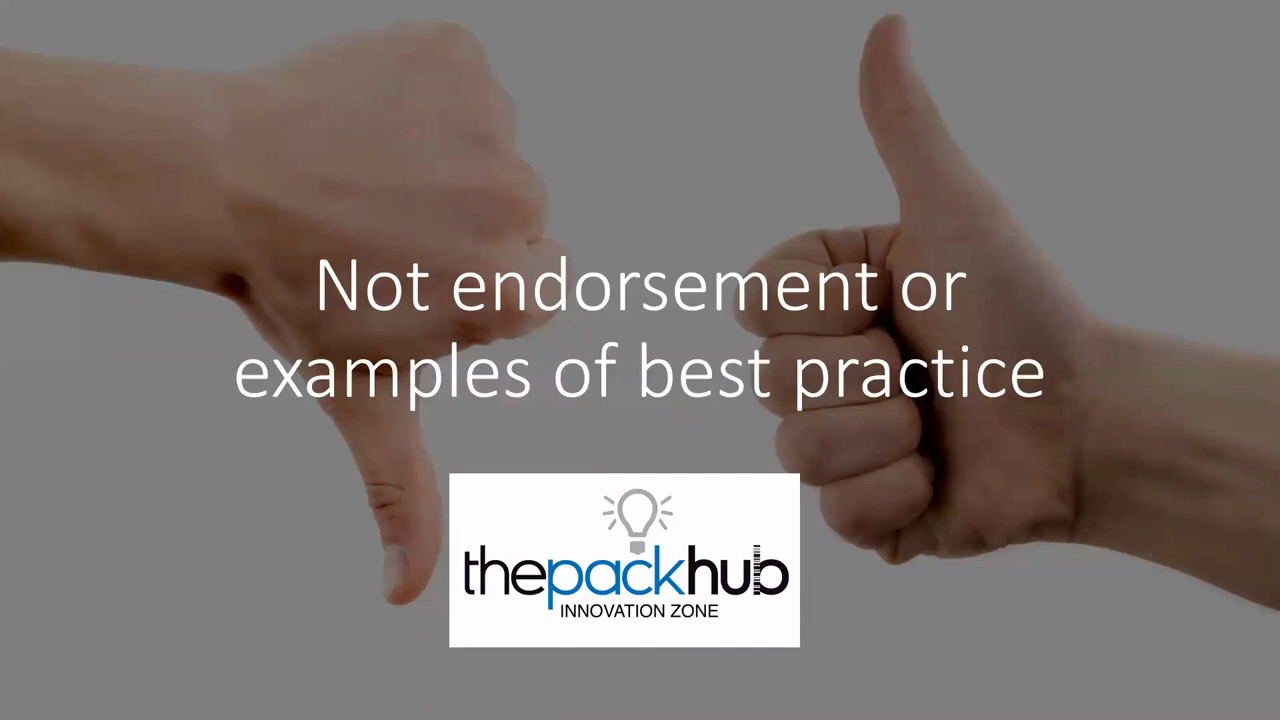 Not endorsement or
examples of best practice
thepackhub
INNOVATION ZONE